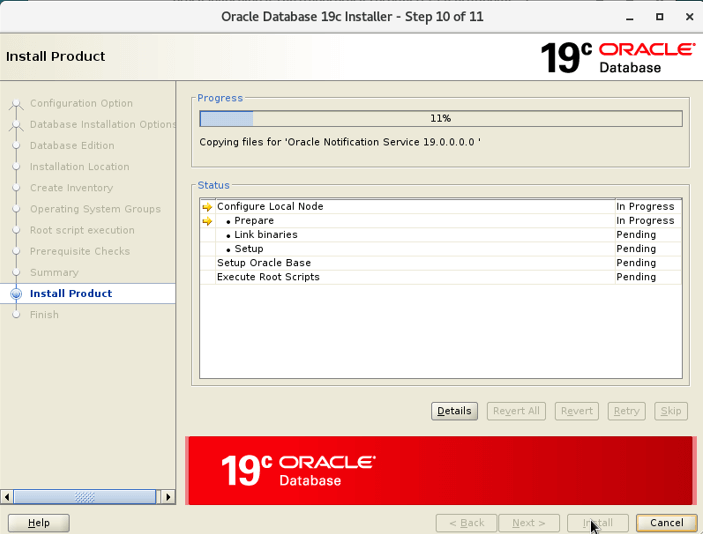 Oracle Database 19c Installer - Step 10 of 11
Install Product
19c ORACLE
Database
Configuration Option
Database Installation Options
Database Edition
Installation Location
Create Inventory
Operating System Groups
Root script execution
Prerequisite Checks
Summary
Install Product
Finish
Progress
11%
Copying files for 'Oracle Notification Service 19.0.0.0.0 '
Status
Configure Local Node In Progress
• Prepare In Progress
• Link binaries Pending
• Setup Pending
Setup Oracle Base Pending
Execute Root Scripts Pending
Details Revert All Revert Retry Skip
19c ORACLE
Database
Help < Back Next > Install Cancel